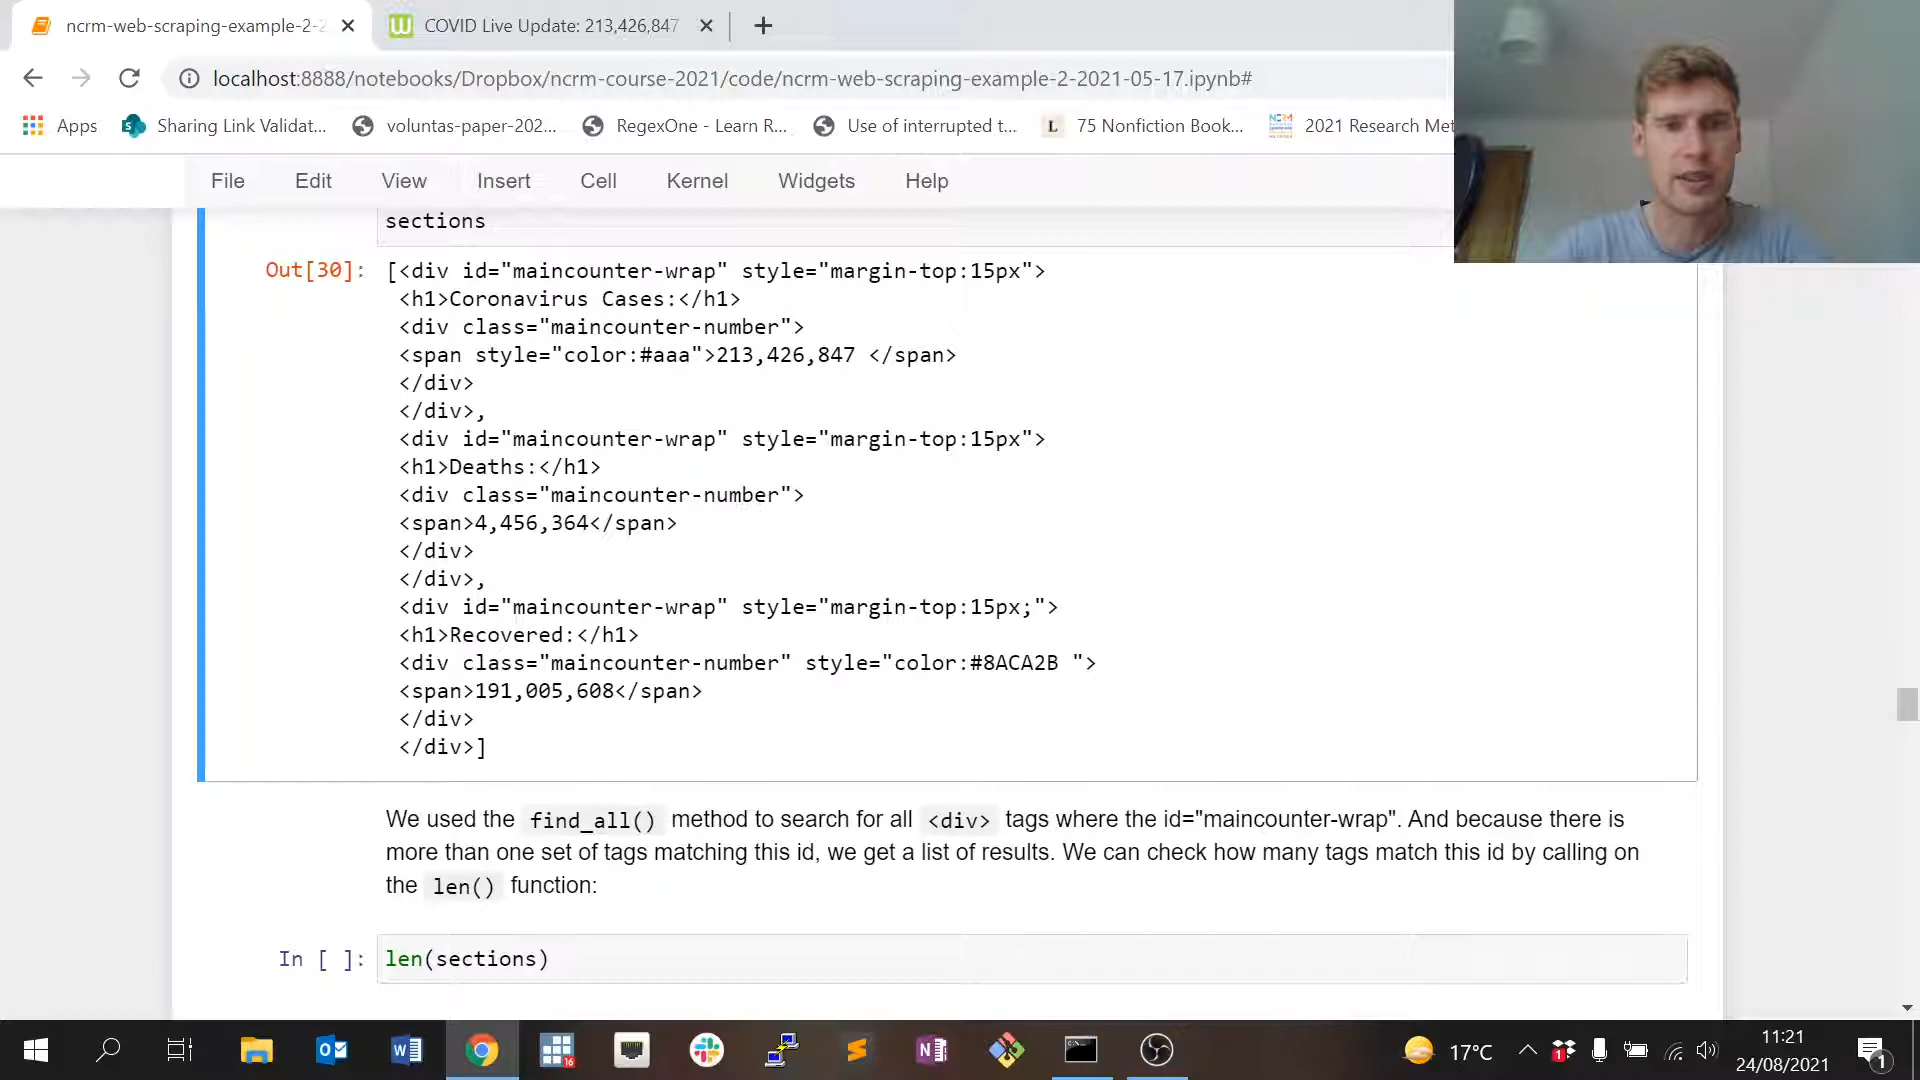 ncrm-web-scraping-example-2-2
COVID Live Update: 213,426,847
localhost:8888/notebooks/Dropbox/ncrm-course-2021/code/ncrm-web-scraping-example-2-2021-05-17.ipynb#
Apps Sharing Link Validat... voluntas-paper-202... RegexOne - Learn R... Use of interrupted t... L 75 Nonfiction Book... 2021 Research Met
File Edit View Insert Cell Kernel Widgets Help
sections
Out[30]: [<div id="maincounter-wrap" style="margin-top:15px">
<h1>Coronavirus Cases:</h1>
<div class="maincounter-number">
<span style="color:#aaa">213,426,847 </span>
</div>
</div>,
<div id="maincounter-wrap" style="margin-top:15px">
<h1>Deaths:</h1>
<div class="maincounter-number">
<span>4,456,364</span>
</div>
</div>,
<div id="maincounter-wrap" style="margin-top:15px;">
<h1>Recovered:</h1>
<div class="maincounter-number" style="color:#8ACA2B ">
<span>191,005,608</span>
</div>
</div>]
We used the find_all() method to search for all <div> tags where the id="maincounter-wrap". And because there is
more than one set of tags matching this id, we get a list of results. We can check how many tags match this id by calling on
the len() function:
In [ ]: len(sections)
17°C
11:21
24/08/2021